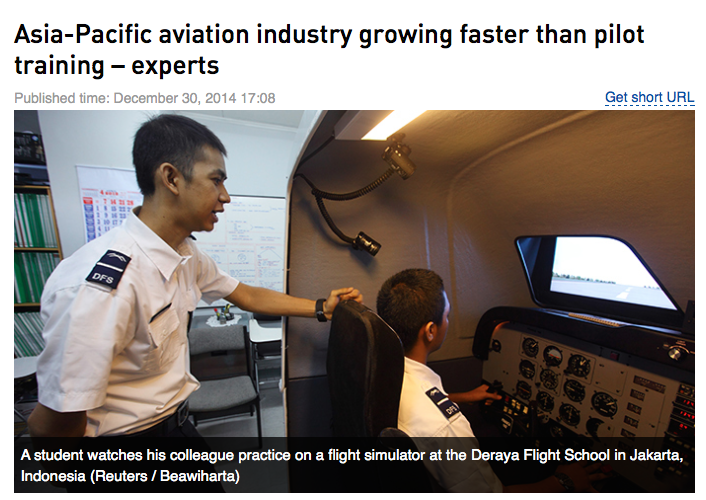 Asia-Pacific aviation industry growing faster than pilot
training – experts
Published time: December 30, 2014 17:08
Get short URL
DFS
A student watches his colleague practice on a flight simulator at the Deraya Flight School in Jakarta,
Indonesia (Reuters / Beawiharta)